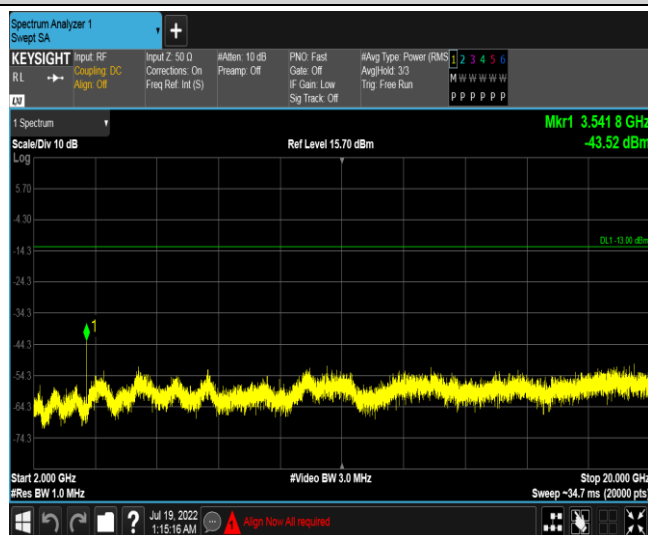 Spectrum Analyzer 1
Swept SA
+
KEYSIGHT
RL
LXI
Input: RF
Coupling: DC
Align: Off
Input Z: 50 Ω
Corrections: On
Freq Ref: Int (S)
#Atten: 10 dB
Preamp: Off
PNO: Fast
Gate: Off
IF Gain: Low
Sig Track: Off
#Avg Type: Power (RMS
Avg|Hold: 3/3
Trig: Free Run
1 2 3 4 5 6
M W W W W W
P P P P P P
1 Spectrum
Mkr1 3.541 8 GHz
Scale/Div 10 dB
Ref Level 15.70 dBm
-43.52 dBm
Log
5.70
-4.30
DL1 -13.00 dBm
-14.3
-24.3
-34.3
1
-44.3
-54.3
-64.3
-74.3
Start 2.000 GHz
#Video BW 3.0 MHz
Stop 20.000 GHz
#Res BW 1.0 MHz
Sweep ~34.7 ms (20000 pts)
?
Jul 19, 2022
1:15:16 AM
1
Align Now All required